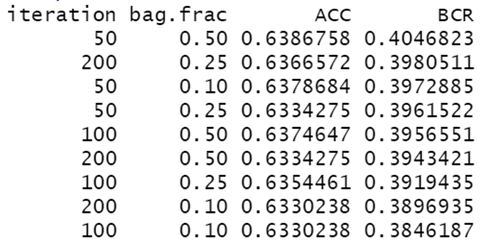 iteration bag.frac ACC BCR
50 0.50 0.6386758 0.4046823
200 0.25 0.6366572 0.3980511
50 0.10 0.6378684 0.3972885
50 0.25 0.6334275 0.3961522
100 0.50 0.6374647 0.3956551
200 0.50 0.6334275 0.3943421
100 0.25 0.6354461 0.3919435
200 0.10 0.6330238 0.3896935
100 0.10 0.6330238 0.3846187